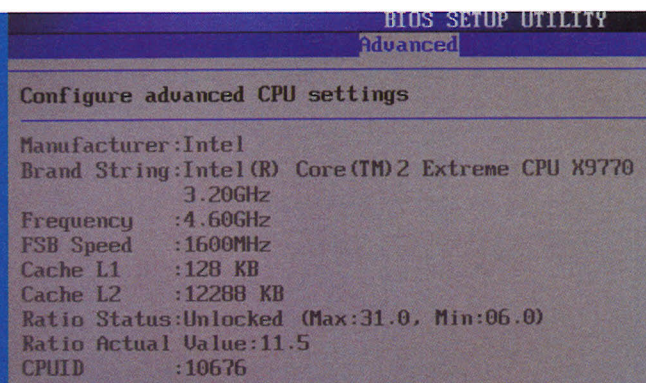 BIOS SETUP UTILITY
Advanced
Configure advanced CPU settings
Manufacturer:Intel
Brand String:Intel(R) Core(TM)2 Extreme CPU X9770
3.20GHz
Frequency :4.60GHz
FSB Speed :1600MHz
Cache L1 :128 KB
Cache L2 :12288 KB
Ratio Status:Unlocked (Max:31.0, Min:06.0)
Ratio Actual Value:11.5
CPUID :10676